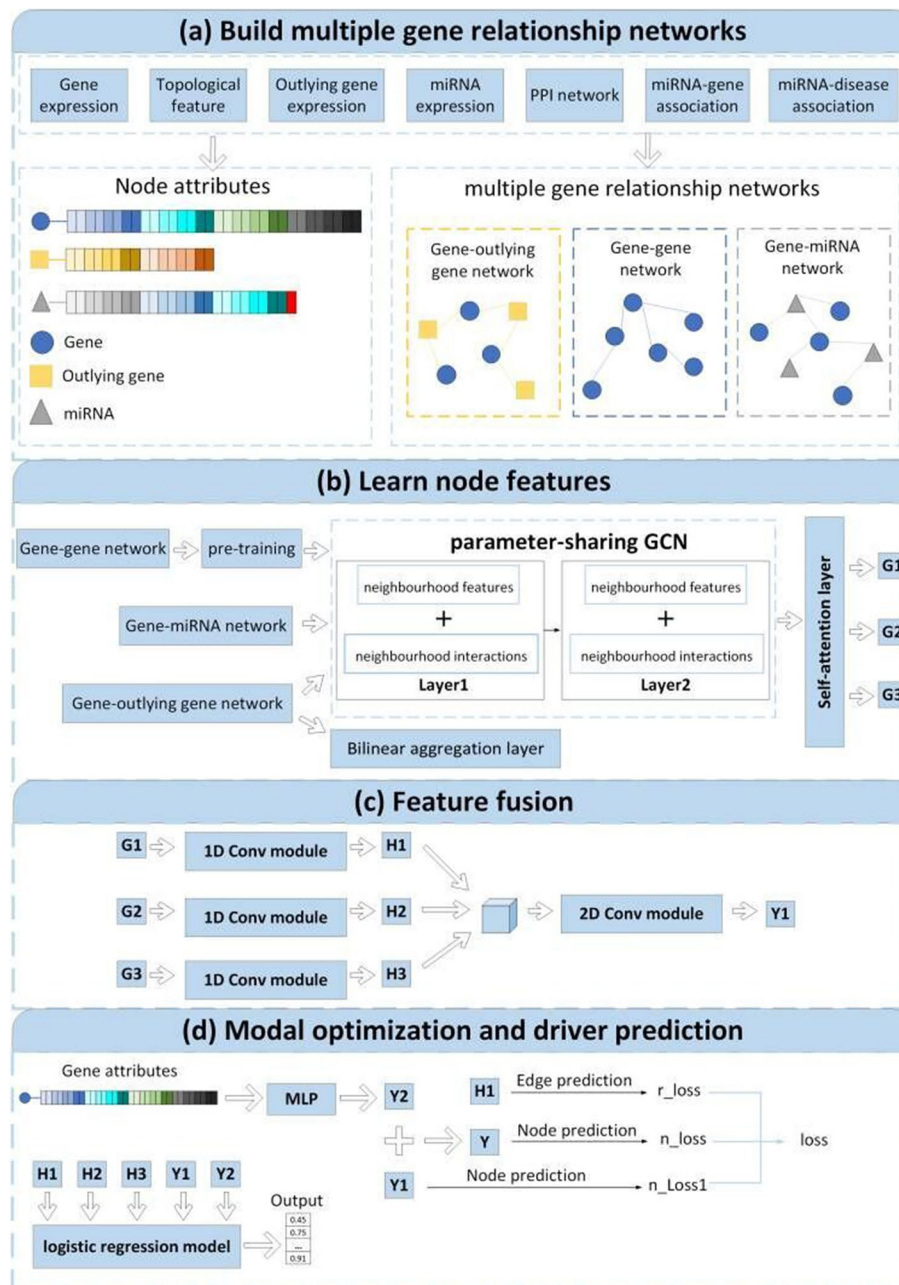 (a) Build multiple gene relationship networks
Gene
expression
Topological
feature
Outlying gene
expression
miRNA
expression
PPI network
miRNA-gene
association
miRNA-disease
association
Node attributes
Gene
Outlying gene
miRNA
multiple gene relationship networks
Gene-outlying
gene network
Gene-gene
network
Gene-miRNA
network
(b) Learn node features
Gene-gene network
pre-training
Gene-miRNA network
Gene-outlying gene network
parameter-sharing GCN
neighbourhood features
+
neighbourhood interactions
Layer1
neighbourhood features
+
neighbourhood interactions
Layer2
Bilinear aggregation layer
Self-attention layer
G1
G2
G3
(c) Feature fusion
G1
1D Conv module
H1
G2
1D Conv module
H2
G3
1D Conv module
H3
2D Conv module
Y1
(d) Modal optimization and driver prediction
Gene attributes
MLP
Y2
Y1
Y
H1
Edge prediction
r_loss
Node prediction
n_loss
Node prediction
n_Loss1
loss
H1
H2
H3
Y1
Y2
logistic regression model
Output
0.45
0.75
...
0.91